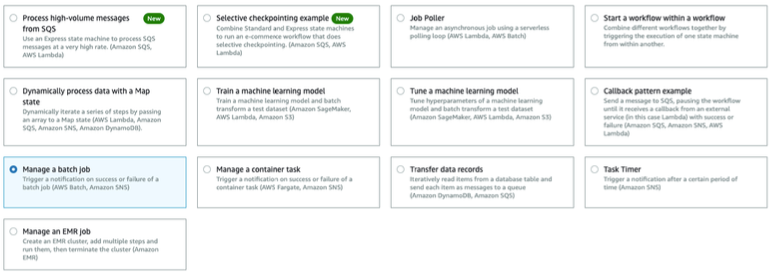 Process high-volume messages New
from SQS
Use an Express state machine to process SQS
messages at a very high rate. (Amazon SQS,
AWS Lambda)
Selective checkpointing example New
Combine Standard and Express state machines
to run an e-commerce workflow that does
selective checkpointing. (Amazon SQS, AWS
Lambda)
Job Poller
Manage an asynchronous job using a serverless
polling loop (AWS Lambda, AWS Batch)
Start a workflow within a workflow
Combine different workflows together by
triggering the execution of one state machine
from within another.
Dynamically process data with a Map
state
Dynamically iterate a series of steps by passing
an array to a Map state (AWS Lambda, Amazon
SQS, Amazon SNS, Amazon DynamoDB).
Train a machine learning model
Train a machine learning model and batch
transform a test dataset (Amazon SageMaker,
AWS Lambda, Amazon S3)
Tune a machine learning model
Tune hyperparameters of a machine learning
model and batch transform a test dataset
(Amazon SageMaker, AWS Lambda, Amazon S3)
Callback pattern example
Send a message to SQS, pausing the workflow
until it receives a callback from an external
service (in this case Lambda) with success or
failure (Amazon SQS, Amazon SNS, AWS
Lambda)
Manage a batch job
Trigger a notification on success or failure of a
batch job (AWS Batch, Amazon SNS)
Manage a container task
Trigger a notification on success or failure of a
container task (AWS Fargate, Amazon SNS)
Transfer data records
Iteratively read items from a database table and
send each item as messages to a queue
(Amazon DynamoDB, Amazon SQS)
Task Timer
Trigger a notification after a certain period of
time (Amazon SNS)
Manage an EMR job
Create an EMR cluster, add multiple steps and
run them, then terminate the cluster (Amazon
EMR)